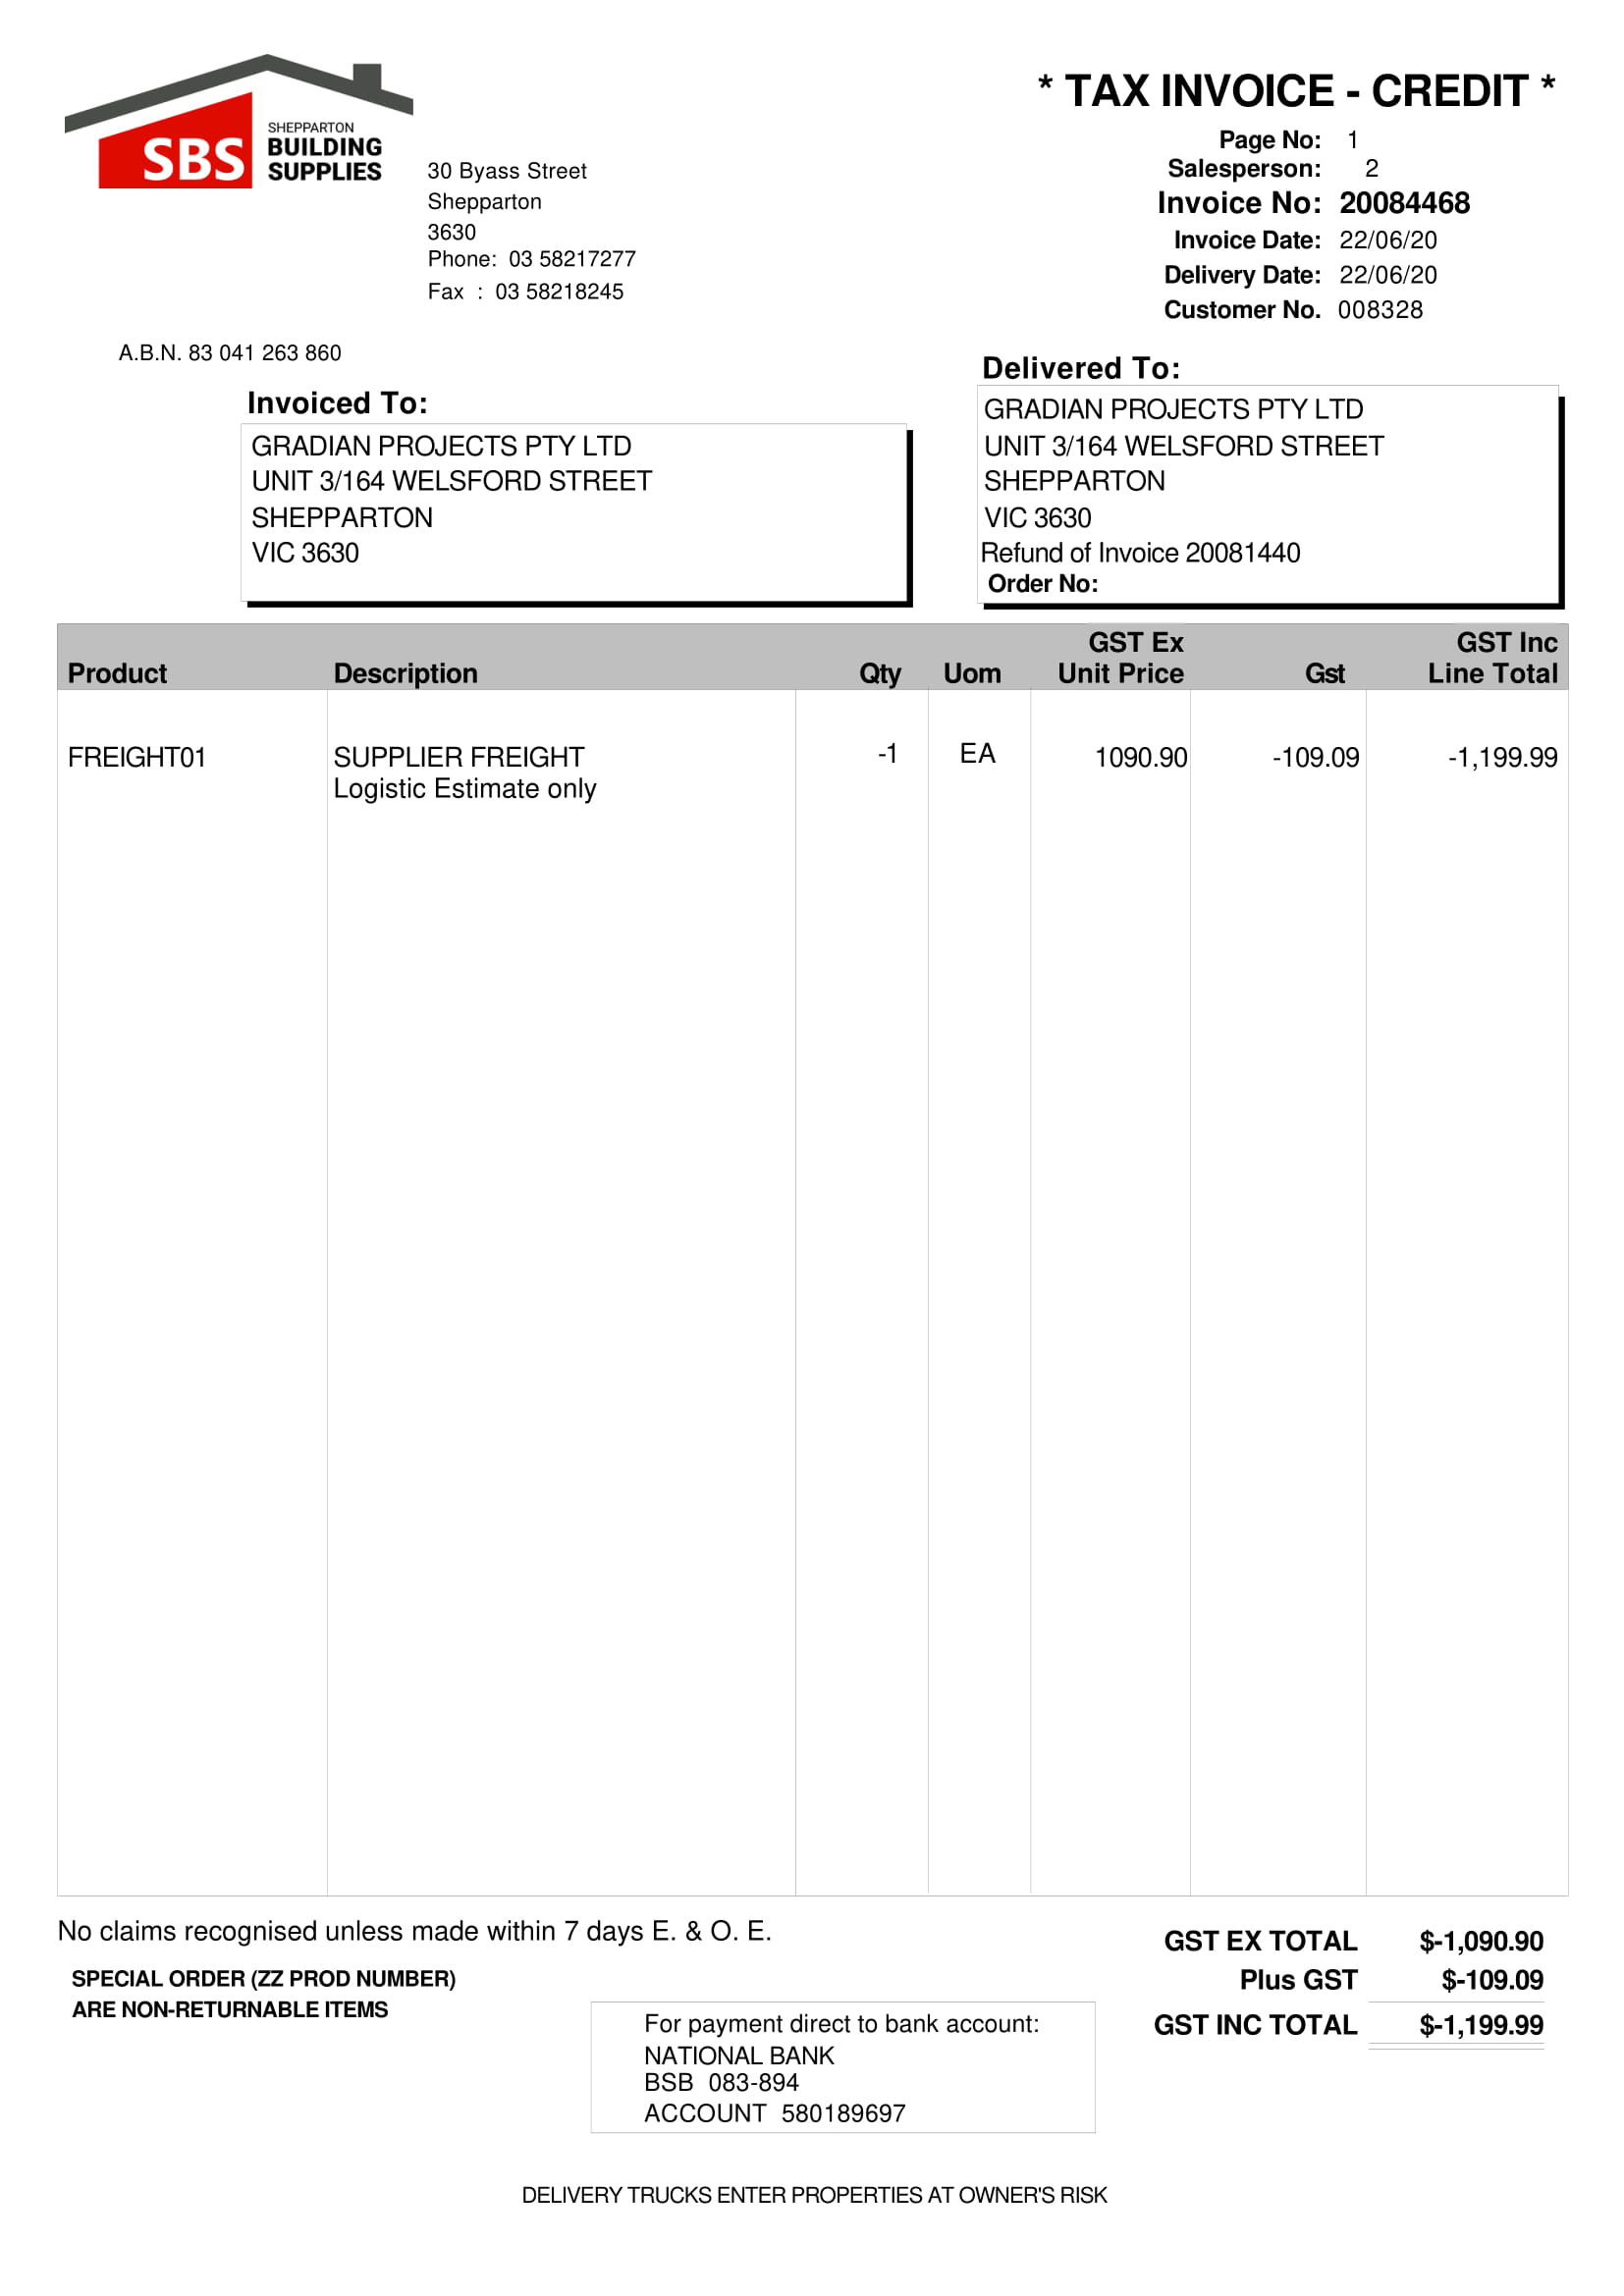 SBS
SHEPPARTON
BUILDING
SUPPLIES
30 Byass Street
Shepparton
3630
Phone: 03 58217277
Fax : 03 58218245
A.B.N. 83 041 263 860
* TAX INVOICE - CREDIT *
Page No: 1
Salesperson: 2
Invoice No: 20084468
Invoice Date: 22/06/20
Delivery Date: 22/06/20
Customer No. 008328
Invoiced To:
GRADIAN PROJECTS PTY LTD
UNIT 3/164 WELSFORD STREET
SHEPPARTON
VIC 3630
Delivered To:
GRADIAN PROJECTS PTY LTD
UNIT 3/164 WELSFORD STREET
SHEPPARTON
VIC 3630
Refund of Invoice 20081440
Order No:
GST Ex GST Inc
Product Description Qty Uom Unit Price Gst Line Total
FREIGHT01 SUPPLIER FREIGHT -1 EA 1090.90 -109.09 -1,199.99
Logistic Estimate only
No claims recognised unless made within 7 days E. & O. E.
SPECIAL ORDER (ZZ PROD NUMBER)
ARE NON-RETURNABLE ITEMS
For payment direct to bank account:
NATIONAL BANK
BSB 083-894
ACCOUNT 580189697
GST EX TOTAL $-1,090.90
Plus GST $-109.09
GST INC TOTAL $-1,199.99
DELIVERY TRUCKS ENTER PROPERTIES AT OWNER'S RISK